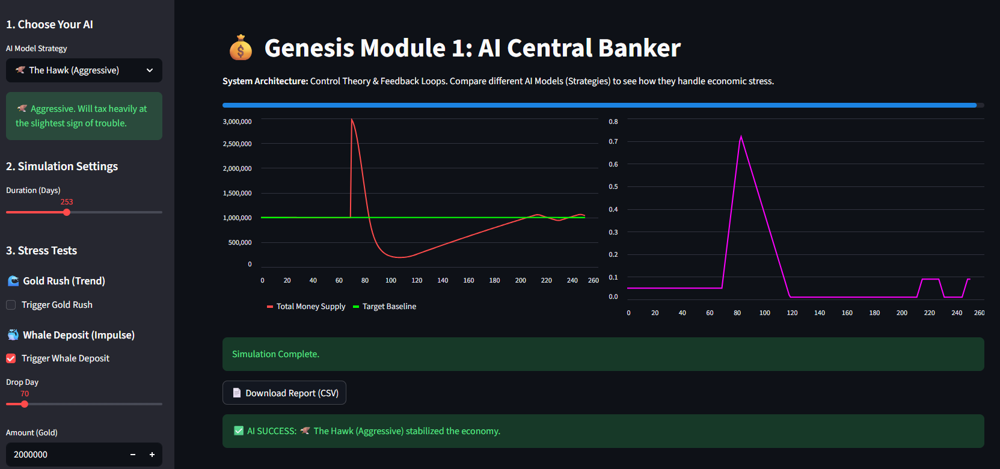 1. Choose Your AI
AI Model Strategy
The Hawk (Aggressive)
Aggressive. Will tax heavily at
the slightest sign of trouble.
2. Simulation Settings
Duration (Days)
253
3. Stress Tests
Gold Rush (Trend)
Trigger Gold Rush
Whale Deposit (Impulse)
Trigger Whale Deposit
Drop Day
70
Amount (Gold)
2000000 − +
Genesis Module 1: AI Central Banker
System Architecture: Control Theory & Feedback Loops. Compare different AI Models (Strategies) to see how they handle economic stress.
3,000,000
2,500,000
2,000,000
1,500,000
1,000,000
500,000
0
0 20 40 60 80 100 120 140 160 180 200 220 240 260
Total Money Supply Target Baseline
0.8
0.7
0.6
0.5
0.4
0.3
0.2
0.1
0.0
0 20 40 60 80 100 120 140 160 180 200 220 240 260
Simulation Complete.
Download Report (CSV)
AI SUCCESS: The Hawk (Aggressive) stabilized the economy.